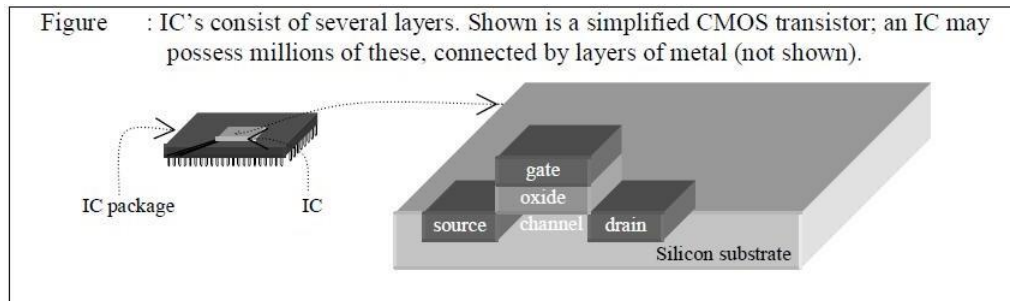 Figure : IC's consist of several layers. Shown is a simplified CMOS transistor; an IC may
possess millions of these, connected by layers of metal (not shown).
gate
oxide
IC package
IC
source
channel
drain
Silicon substrate